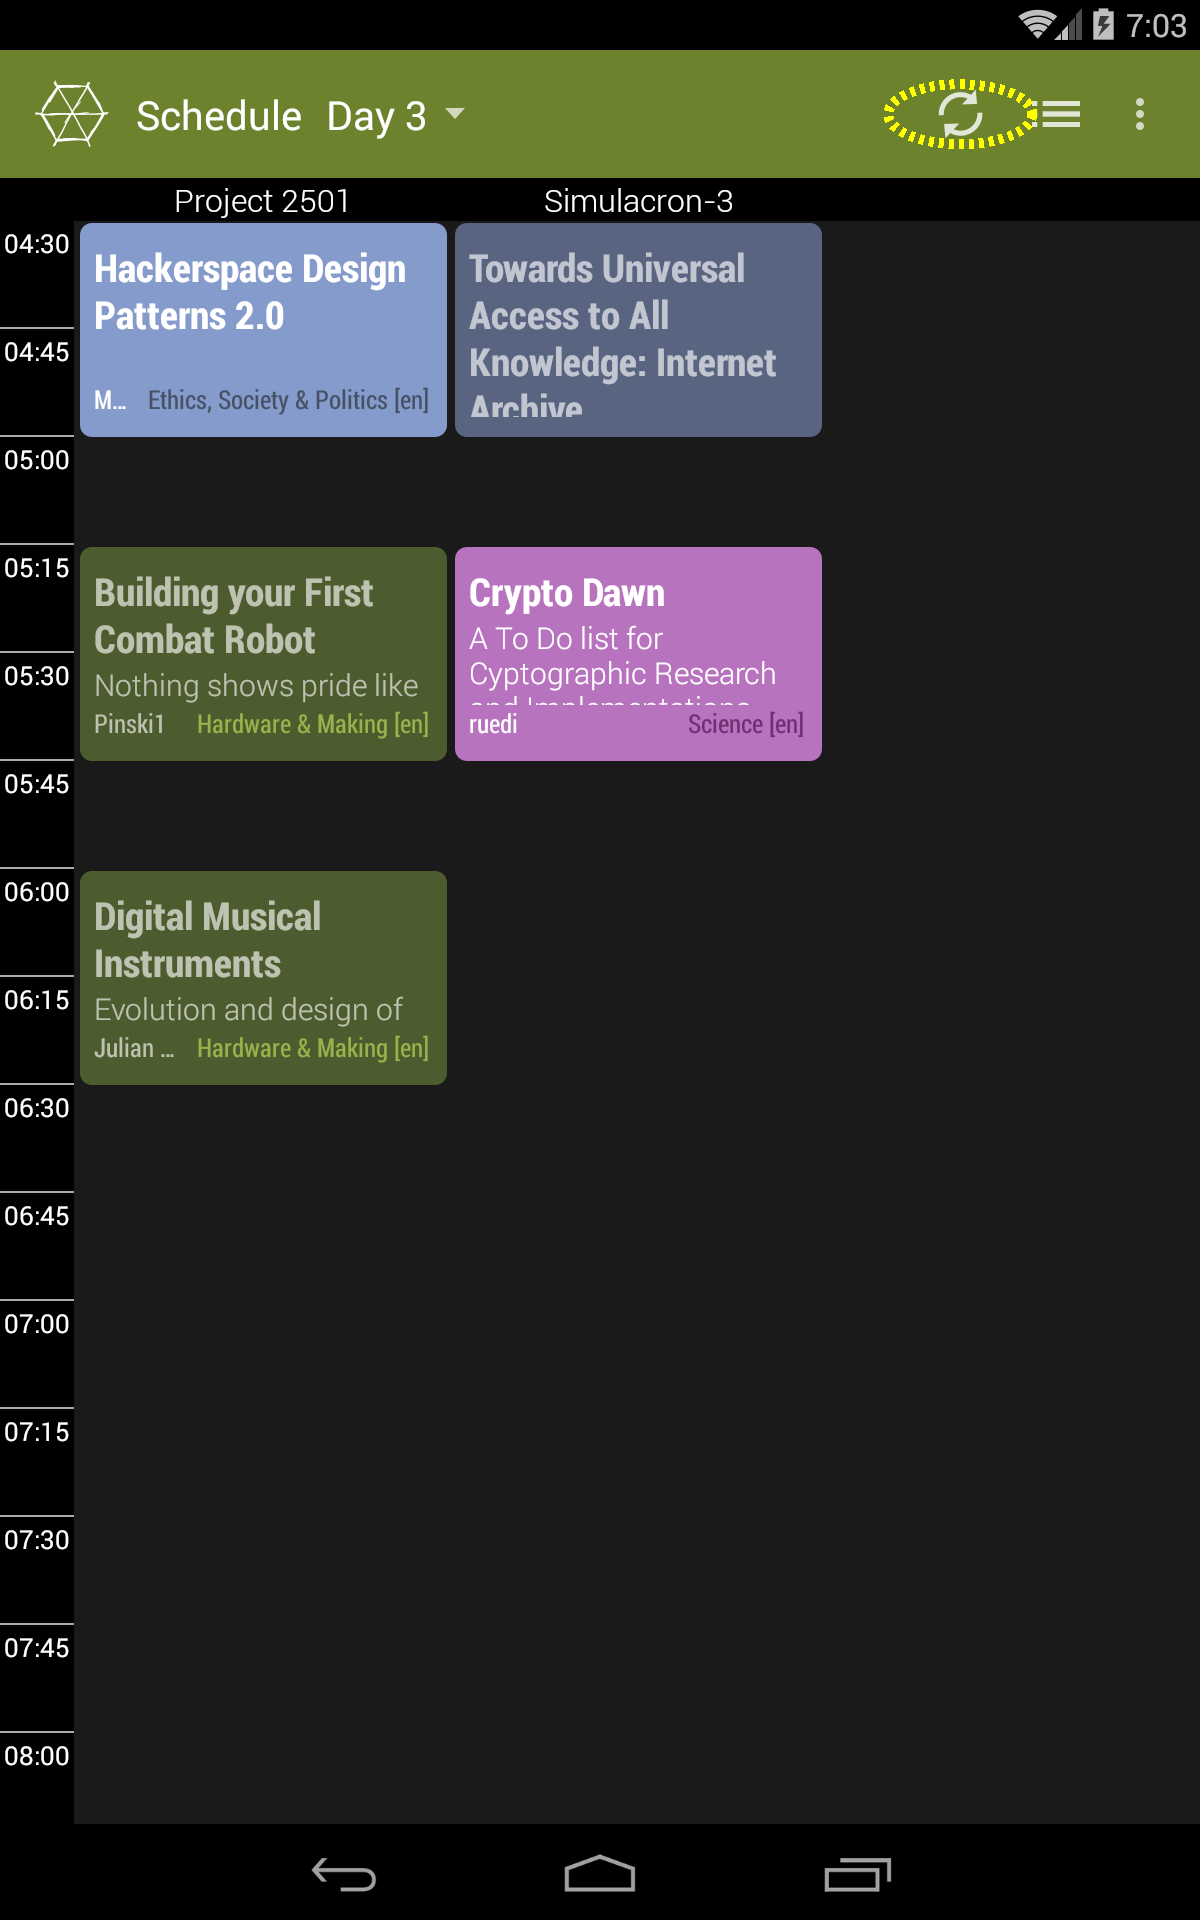 7:03
Schedule Day 3
Project 2501 Simulacron-3
04:30
04:45
05:00
05:15
05:30
05:45
06:00
06:15
06:30
06:45
07:00
07:15
07:30
07:45
08:00
Hackerspace Design
Patterns 2.0
M... Ethics, Society & Politics [en]
Towards Universal
Access to All
Knowledge: Internet
Archive
Building your First
Combat Robot
Nothing shows pride like
Pinski1 Hardware & Making [en]
Crypto Dawn
A To Do list for
Cyptographic Research
and Implementations
ruedi Science [en]
Digital Musical
Instruments
Evolution and design of
Julian ... Hardware & Making [en]